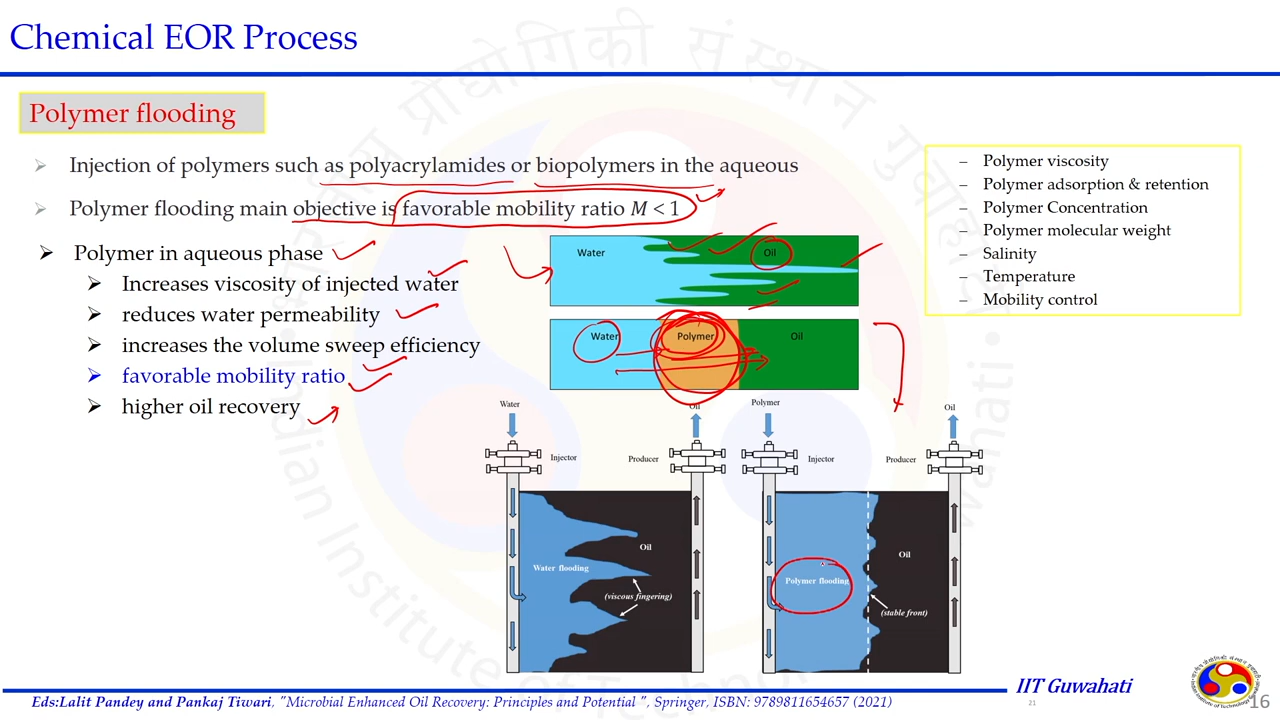 Chemical EOR Process
Polymer flooding
Injection of polymers such as polyacrylamides or biopolymers in the aqueous
Polymer flooding main objective is favorable mobility ratio M < 1
Polymer in aqueous phase
Increases viscosity of injected water
reduces water permeability
increases the volume sweep efficiency
favorable mobility ratio
higher oil recovery
– Polymer viscosity
– Polymer adsorption & retention
– Polymer Concentration
– Polymer molecular weight
– Salinity
– Temperature
– Mobility control
Water Oil
Water Polymer Oil
Water Oil Polymer Oil
Injector Producer Injector Producer
Oil
Water flooding
(viscous fingering)
Oil
Polymer flooding
(stable front)
IIT Guwahati
Eds:Lalit Pandey and Pankaj Tiwari, "Microbial Enhanced Oil Recovery: Principles and Potential ", Springer, ISBN: 9789811654657 (2021)
21
16